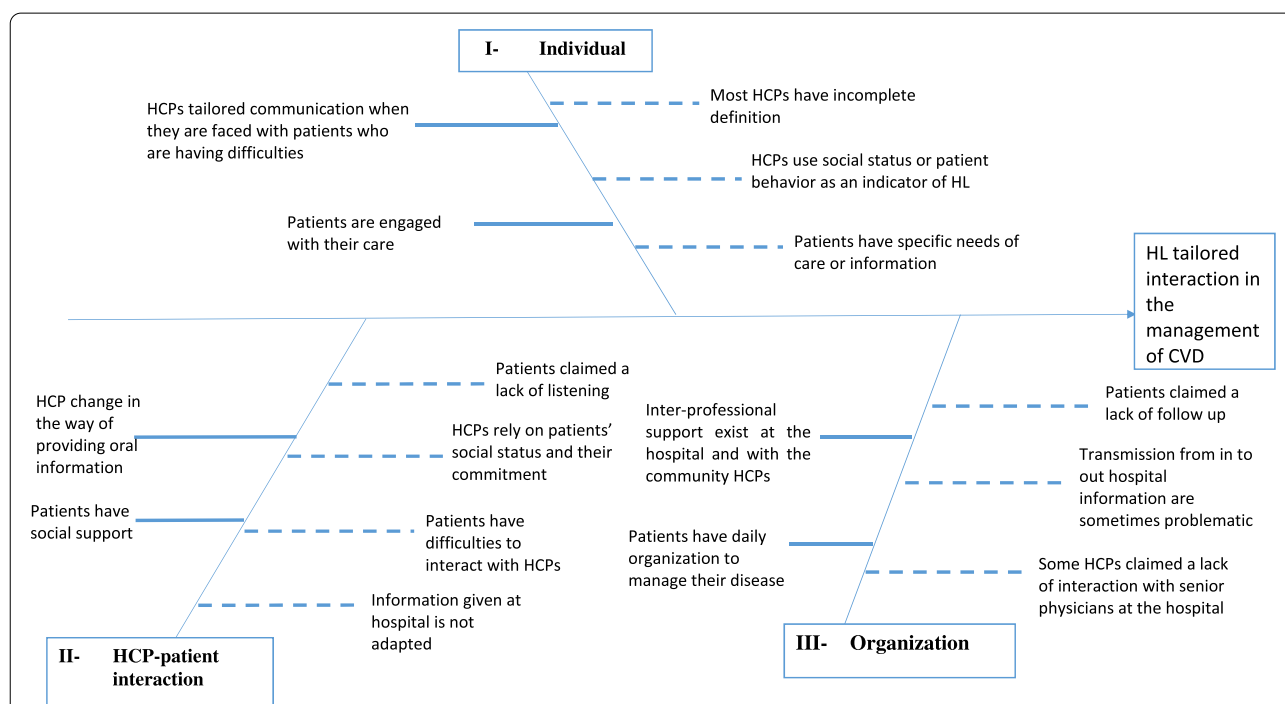 I- Individual
HCPs tailored communication when
they are faced with patients who
are having difficulties
Most HCPs have incomplete
definition
HCPs use social status or patient
behavior as an indicator of HL
Patients are engaged
with their care
Patients have specific needs of
care or information
HL tailored
interaction in
the
management
of CVD
Patients claimed a
lack of listening
HCP change in
the way of
providing oral
information
HCPs rely on patients’
social status and their
commitment
Patients have
social support
Patients have
difficulties to
interact with HCPs
Information given at
hospital is not
adapted
II- HCP-patient
interaction
Patients claimed a
lack of follow up
Inter-professional
support exist at the
hospital and with the
community HCPs
Transmission from in to
out hospital
information are
sometimes problematic
Patients have daily
organization to
manage their disease
Some HCPs claimed a lack
of interaction with senior
physicians at the hospital
III- Organization